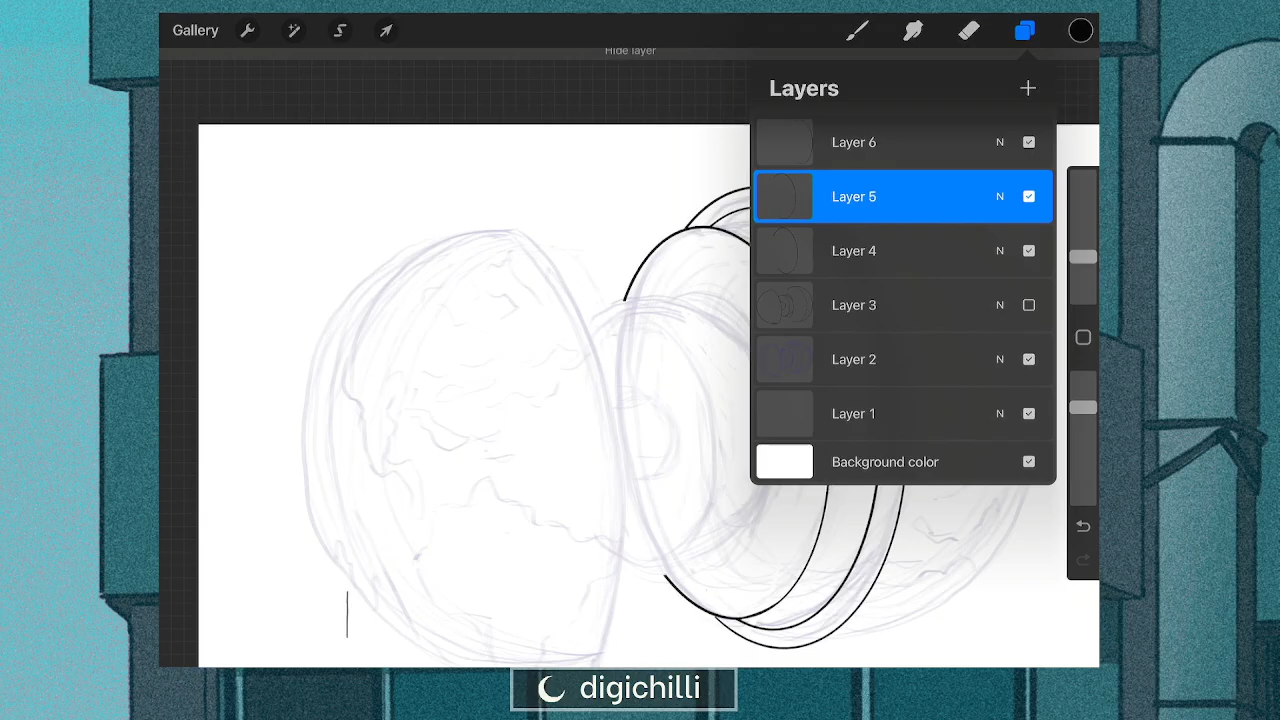 Gallery
Hide layer
Layers
Layer 6 N
Layer 5 N
Layer 4 N
Layer 3 N
Layer 2 N
Layer 1 N
Background color
digichilli